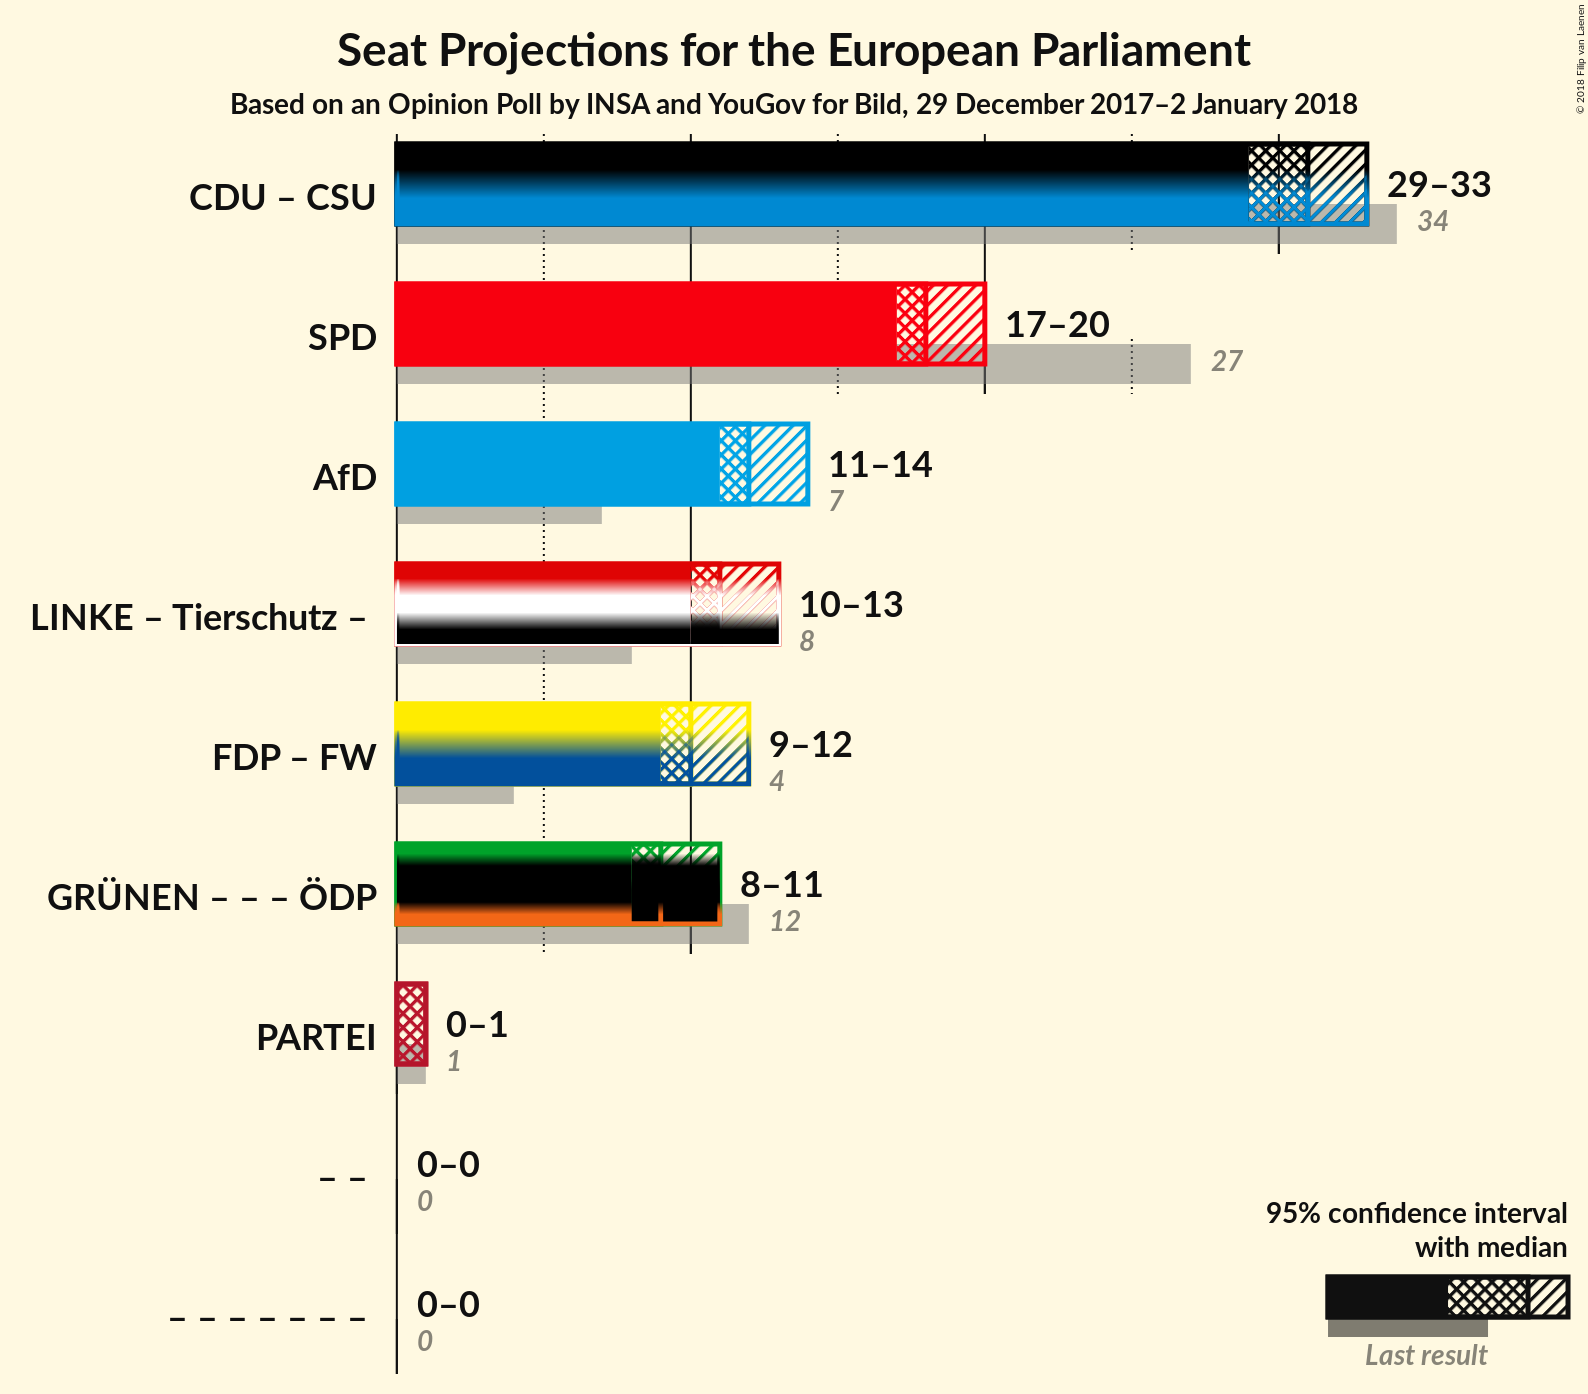 Seat Projections for the European Parliament
Based on an Opinion Poll by INSA and YouGov for Bild, 29 December 2017–2 January 2018
© 2018 Filip van Laenen
CDU – CSU
29–33
34
SPD
17–20
27
AfD
11–14
7
LINKE – Tierschutz –
10–13
8
FDP – FW
9–12
4
GRÜNEN – – – ÖDP
8–11
12
PARTEI
0–1
1
– –
0–0
0
– – – – – – –
0–0
0
95% confidence interval
with median
Last result